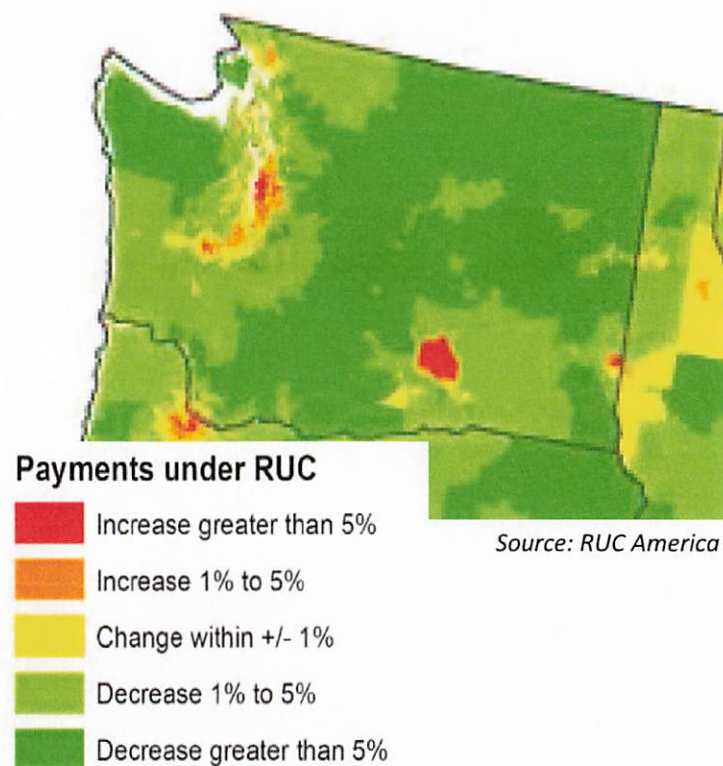 Payments under RUC
Increase greater than 5%
Increase 1% to 5%
Change within +/- 1%
Decrease 1% to 5%
Decrease greater than 5%
Source: RUC America